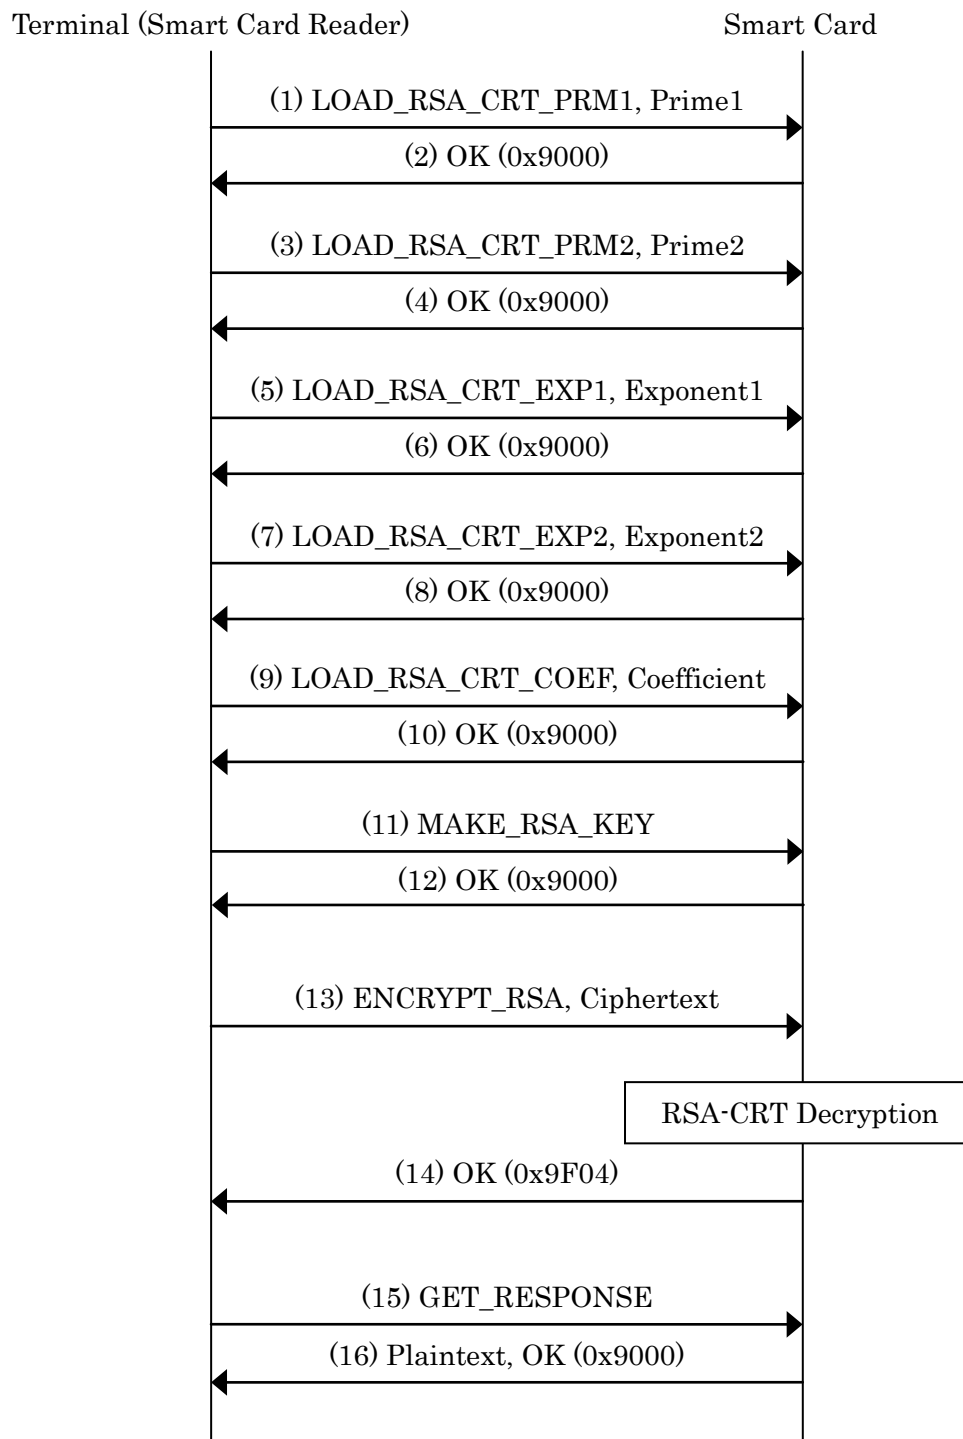 Terminal (Smart Card Reader)
Smart Card
(1) LOAD_RSA_CRT_PRM1, Prime1
(2) OK (0x9000)
(3) LOAD_RSA_CRT_PRM2, Prime2
(4) OK (0x9000)
(5) LOAD_RSA_CRT_EXP1, Exponent1
(6) OK (0x9000)
(7) LOAD_RSA_CRT_EXP2, Exponent2
(8) OK (0x9000)
(9) LOAD_RSA_CRT_COEF, Coefficient
(10) OK (0x9000)
(11) MAKE_RSA_KEY
(12) OK (0x9000)
(13) ENCRYPT_RSA, Ciphertext
RSA-CRT Decryption
(14) OK (0x9F04)
(15) GET_RESPONSE
(16) Plaintext, OK (0x9000)